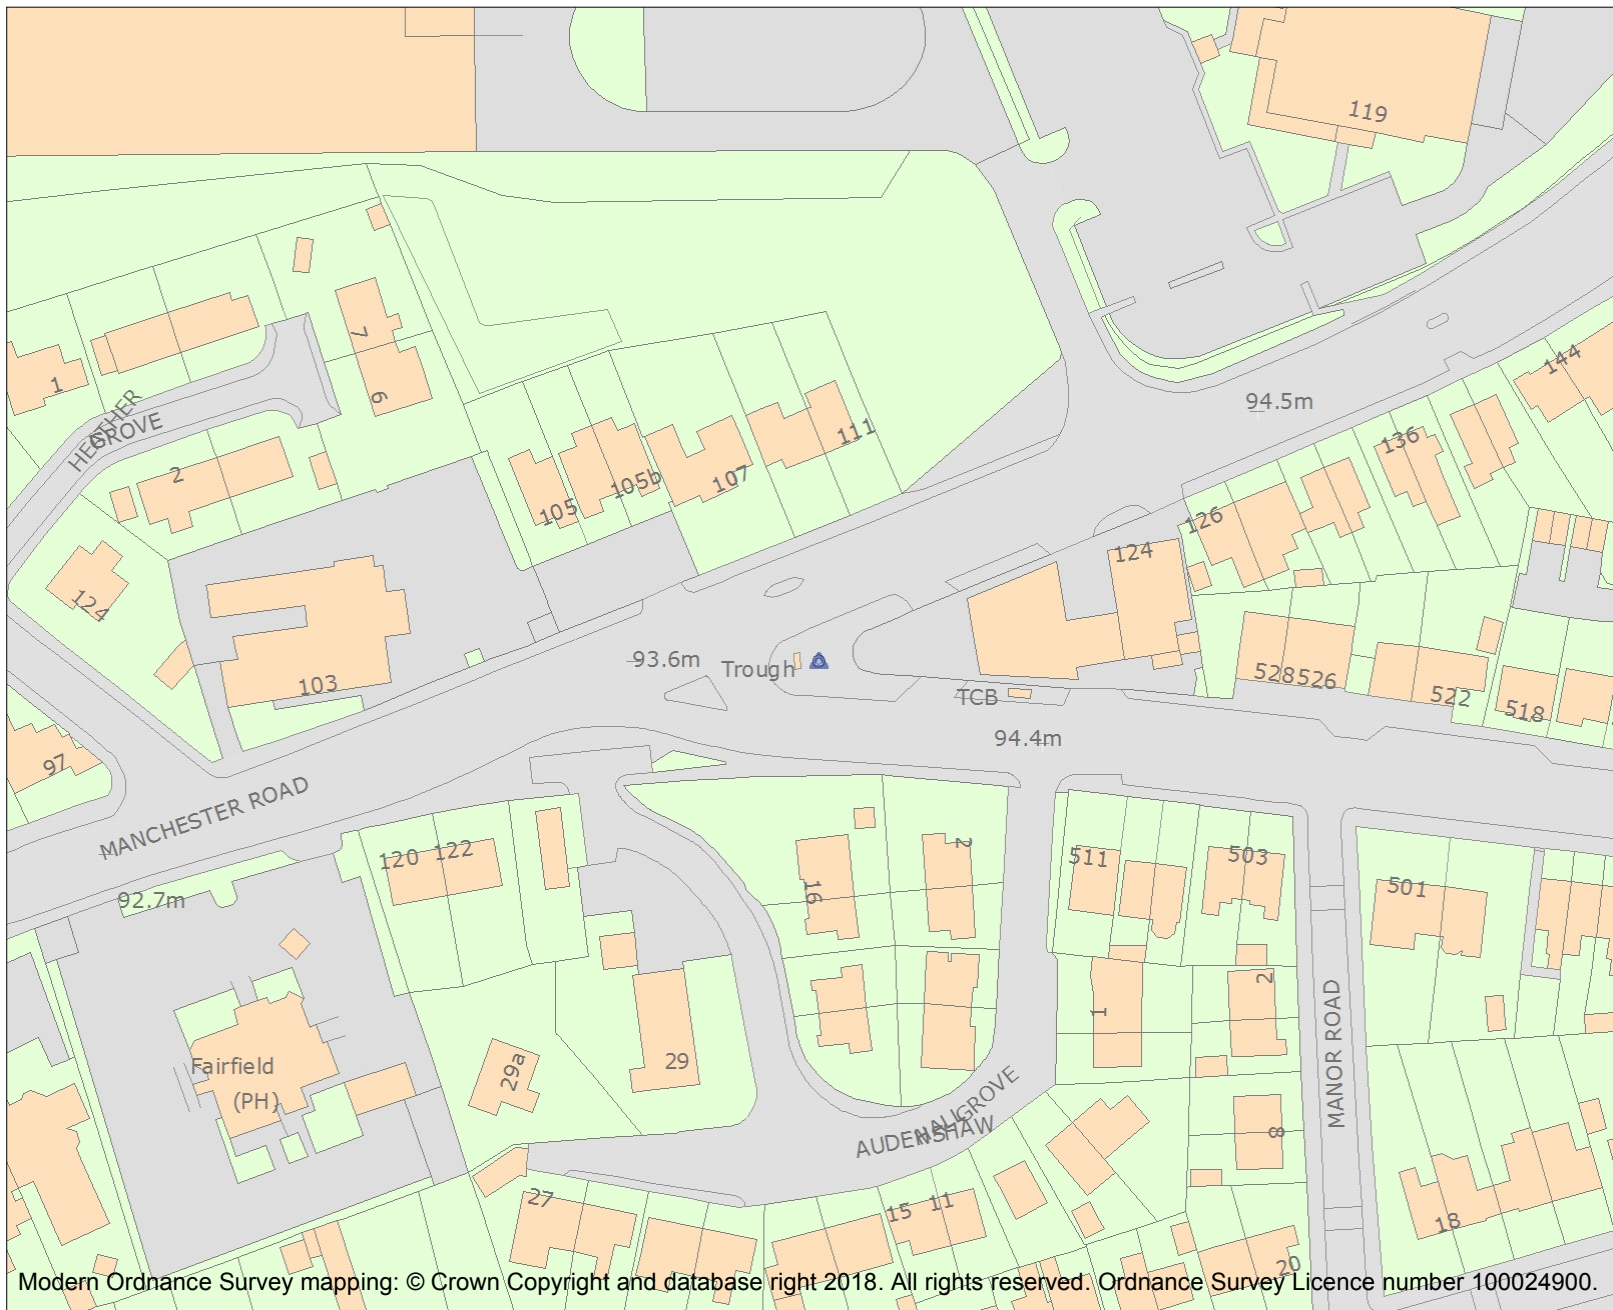 119
144
7
1
6
94.5m
HEATHER
GROVE
111
136
2
107
105b
105
126
124
124
93.6m
Trough
103
528
526
TCB
522
518
94.4m
97
MANCHESTER ROAD
120
122
2
511
503
16
501
92.7m
2
1
MANOR ROAD
29
Fairfield
(PH)
29a
AUDENSHAW
HALL GROVE
8
27
15
11
18
20
Modern Ordnance Survey mapping: © Crown Copyright and database right 2018. All rights reserved. Ordnance Survey Licence number 100024900.